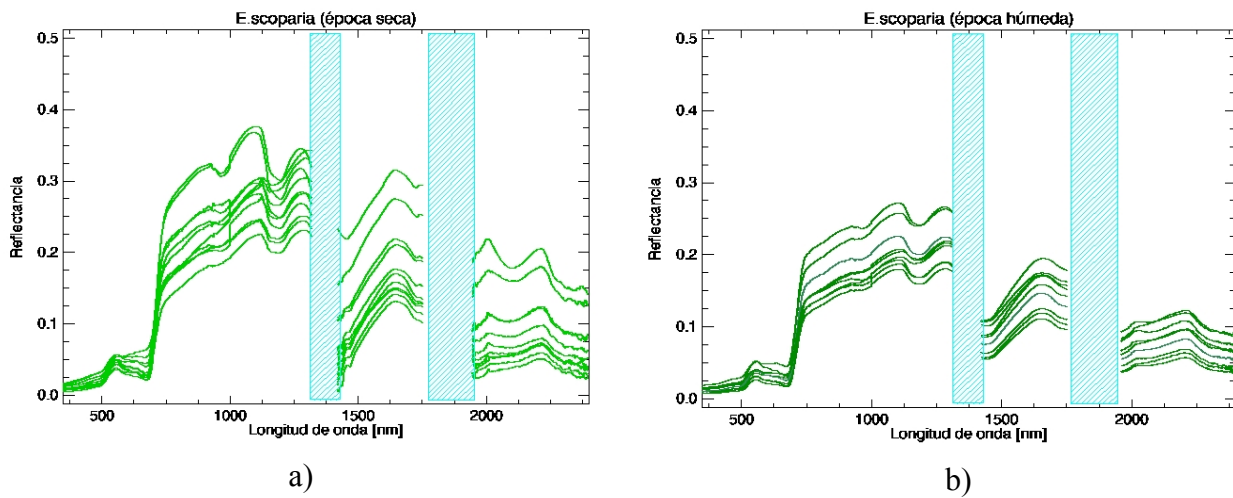 E.scoparia (época seca)
0.5
0.4
0.3
0.2
0.1
0.0
Reflectancia
500
1000
1500
2000
Longitud de onda [nm]
a)
E.scoparia (época húmeda)
0.5
0.4
0.3
0.2
0.1
0.0
Reflectancia
500
1000
1500
2000
Longitud de onda [nm]
b)